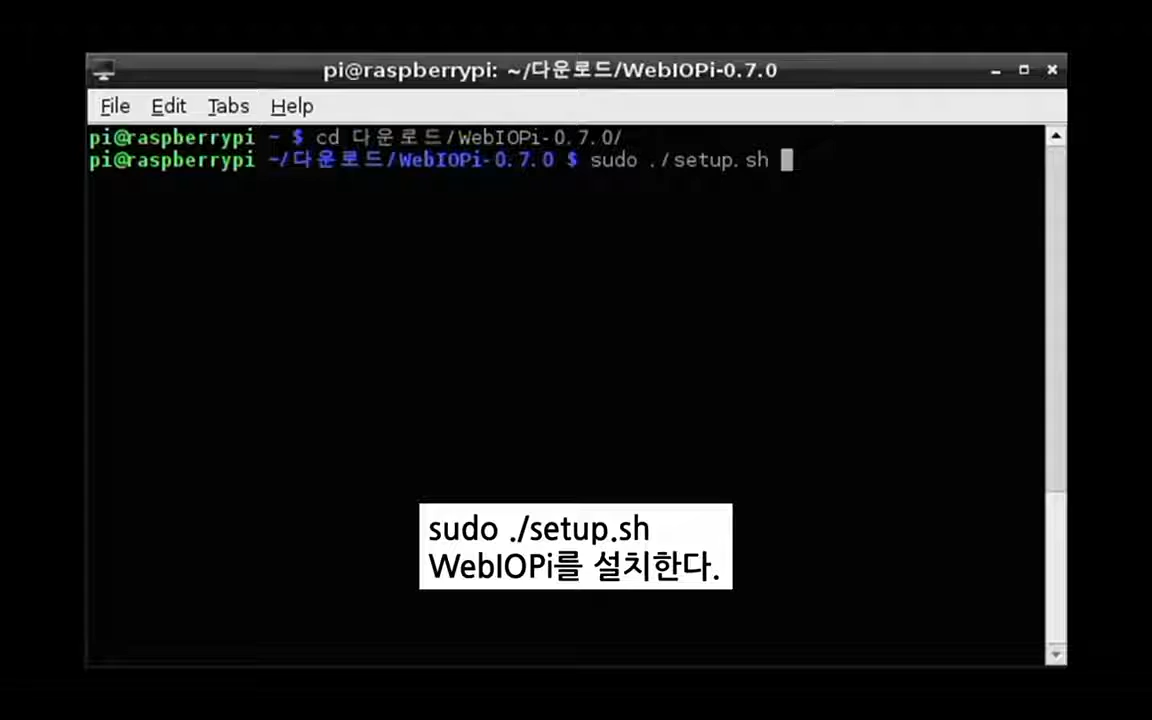 pi@raspberrypi: ~/다운로드/WebIOPi-0.7.0
File Edit Tabs Help
pi@raspberrypi ~ $ cd 다운로드/WebIOPi-0.7.0/
pi@raspberrypi ~/다운로드/WebIOPi-0.7.0 $ sudo ./setup.sh
sudo ./setup.sh
WebIOPi를 설치한다.